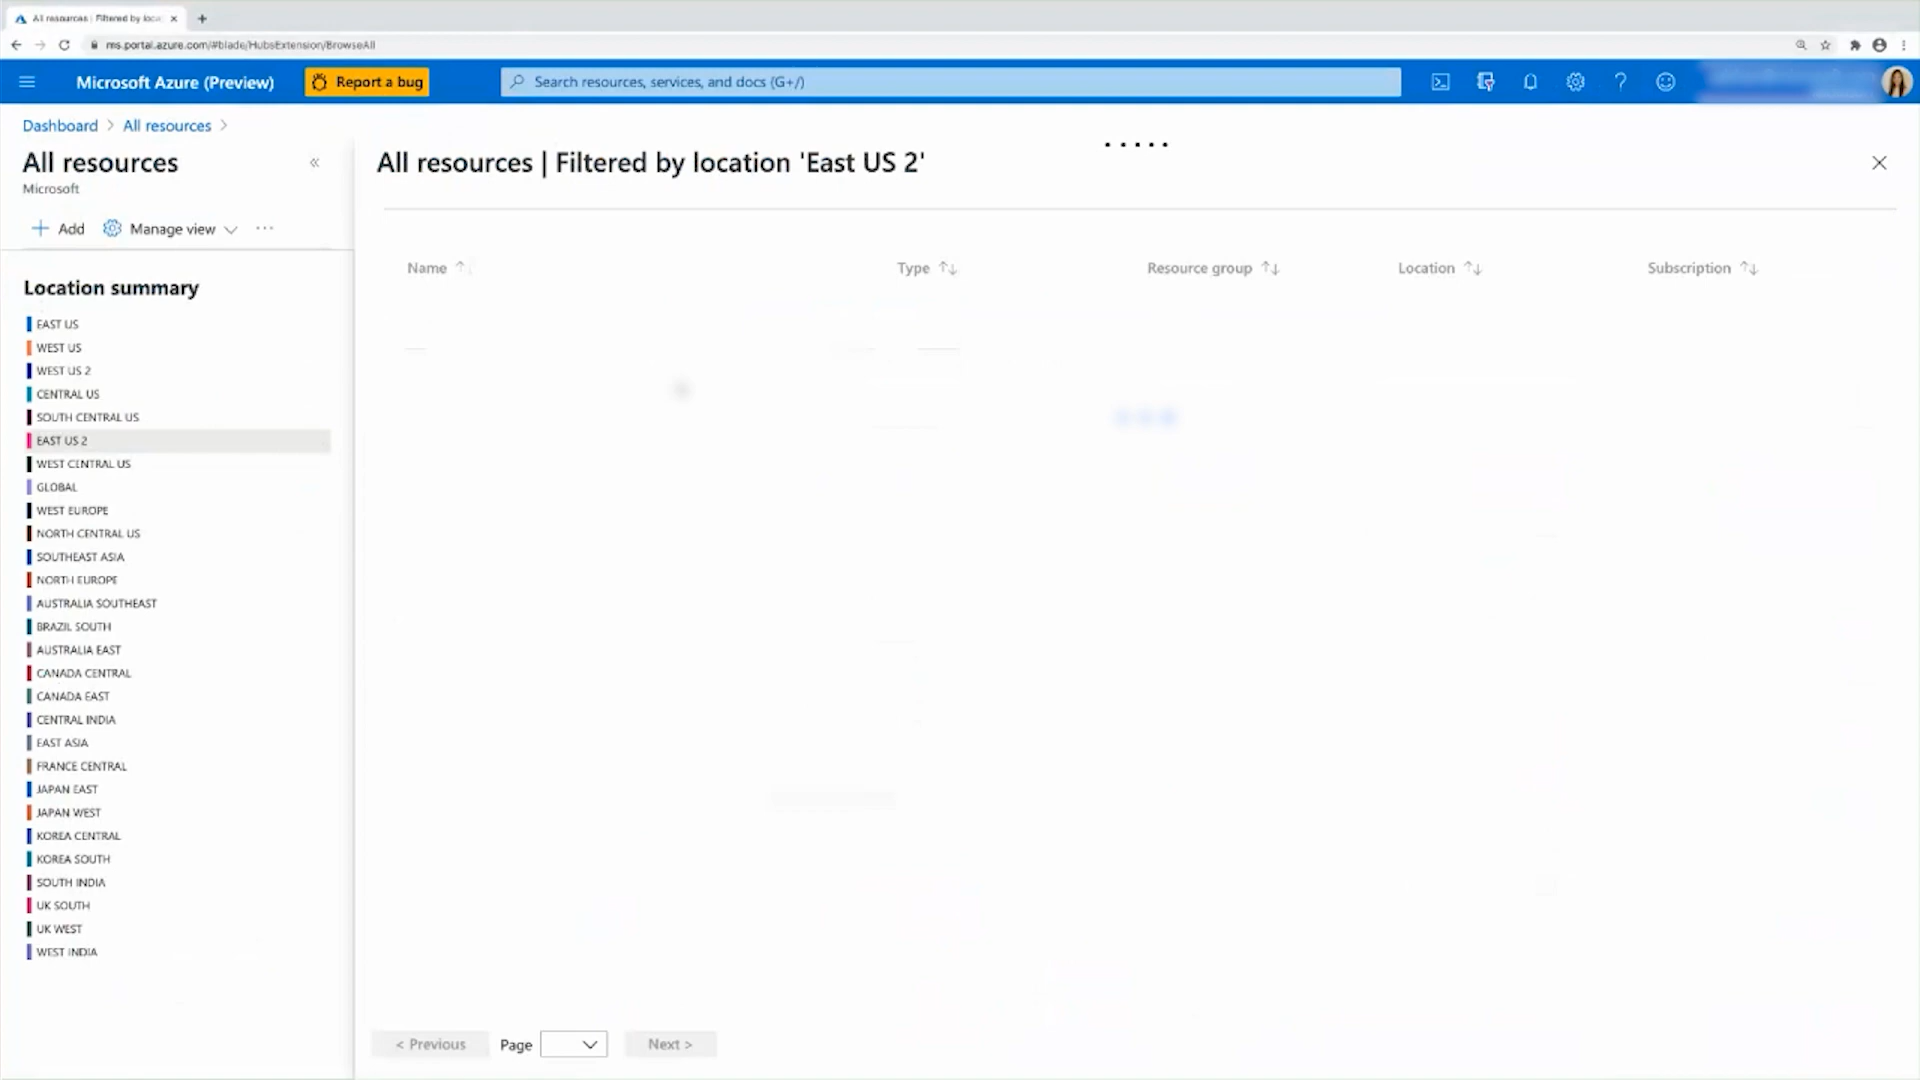 All resources | Filtered by loca
ms.portal.azure.com/#blade/HubsExtension/BrowseAll
Microsoft Azure (Preview)
Report a bug
Search resources, services, and docs (G+/)
Dashboard > All resources >
All resources
Microsoft
All resources | Filtered by location 'East US 2'
Add
Manage view
Location summary
Name
Type
Resource group
Location
Subscription
EAST US
WEST US
WEST US 2
CENTRAL US
SOUTH CENTRAL US
EAST US 2
WEST CENTRAL US
GLOBAL
WEST EUROPE
NORTH CENTRAL US
SOUTHEAST ASIA
NORTH EUROPE
AUSTRALIA SOUTHEAST
BRAZIL SOUTH
AUSTRALIA EAST
CANADA CENTRAL
CANADA EAST
CENTRAL INDIA
EAST ASIA
FRANCE CENTRAL
JAPAN EAST
JAPAN WEST
KOREA CENTRAL
KOREA SOUTH
SOUTH INDIA
UK SOUTH
UK WEST
WEST INDIA
< Previous
Page
Next >